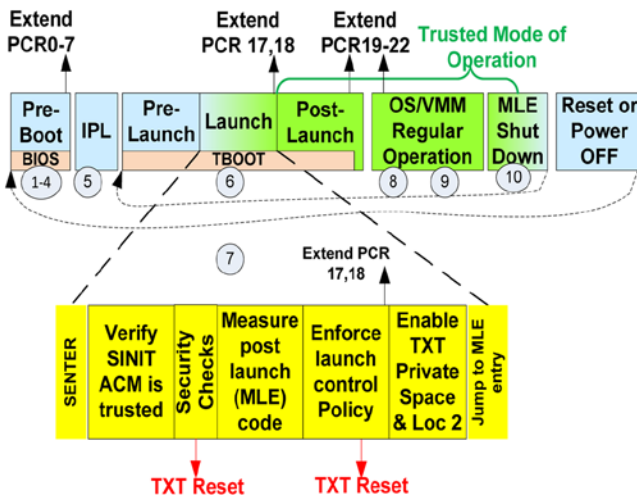 Extend
PCR0-7
Extend
PCR 17,18
Extend
PCR19-22
Trusted Mode of
Operation
Pre-
Boot
BIOS
IPL
Pre-
Launch
Launch
Post-
Launch
TBOOT
OS/VMM
Regular
Operation
MLE
Shut
Down
Reset or
Power
OFF
1-4
5
6
8
9
10
7
Extend PCR
17,18
SENTER
Verify
SINIT
ACM is
trusted
Security
Checks
Measure
post
launch
(MLE)
code
Enforce
launch
control
Policy
Enable
TXT
Private
Space
& Loc 2
Jump to MLE
entry
TXT Reset
TXT Reset